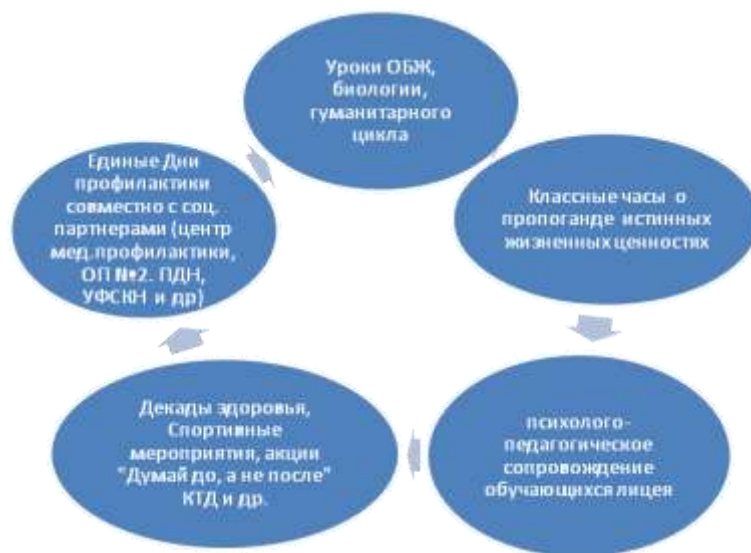 Уроки ОБЖ,
биологии,
гуманитарного
цикла
Классные часы о
пропоганде истинных
жизненных ценностях
психолого-
педагогическое
сопровождение
обучающихся лицея
Декады здоровья,
Спортивные
мероприятия, акции
"Думай до, а не после"
КТД и др.
Единые Дни
профилактики
совместно с соц.
партнерами (центр
мед.профилактики,
ОП №2. ПДН,
УФСКН и др)